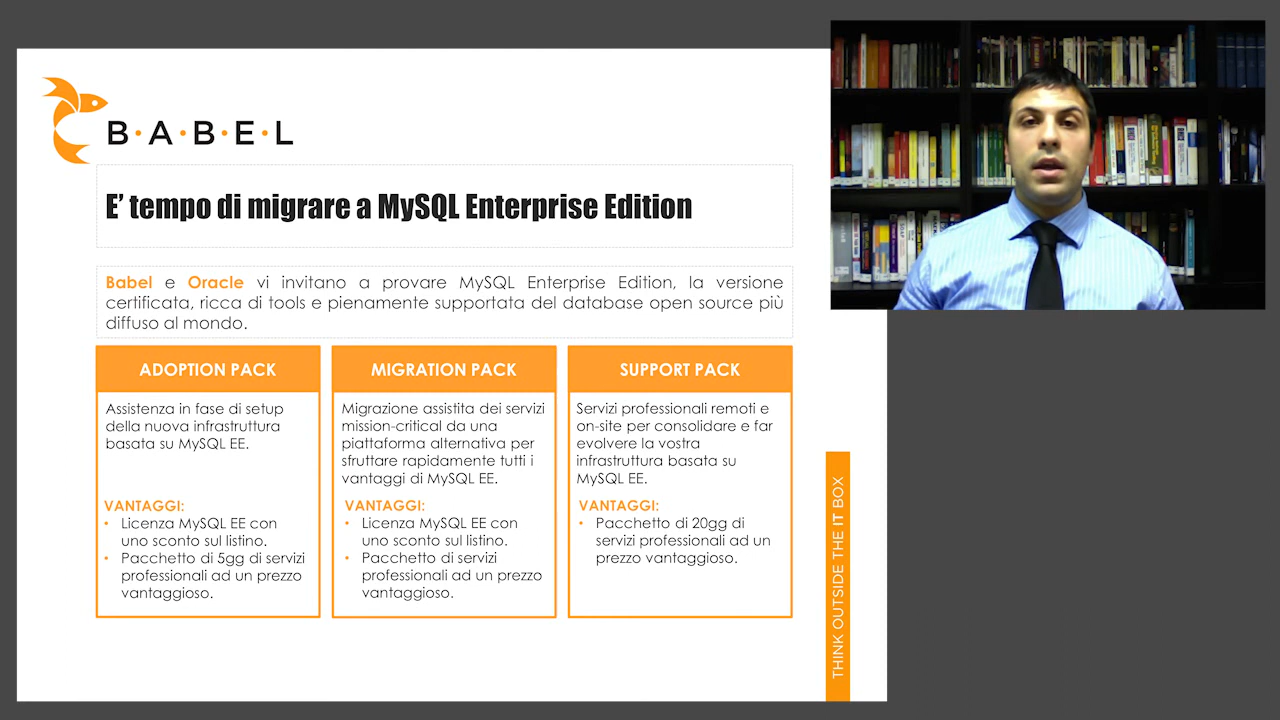 B·A·B·E·L
E' tempo di migrare a MySQL Enterprise Edition
Babel e Oracle vi invitano a provare MySQL Enterprise Edition, la versione
certificata, ricca di tools e pienamente supportata del database open source più
diffuso al mondo.
ADOPTION PACK
Assistenza in fase di setup
della nuova infrastruttura
basata su MySQL EE.
VANTAGGI:
• Licenza MySQL EE con
uno sconto sul listino.
• Pacchetto di 5gg di servizi
professionali ad un prezzo
vantaggioso.
MIGRATION PACK
Migrazione assistita dei servizi
mission-critical da una
piattaforma alternativa per
sfruttare rapidamente tutti i
vantaggi di MySQL EE.
VANTAGGI:
• Licenza MySQL EE con
uno sconto sul listino.
• Pacchetto di servizi
professionali ad un prezzo
vantaggioso.
SUPPORT PACK
Servizi professionali remoti e
on-site per consolidare e far
evolvere la vostra
infrastruttura basata su
MySQL EE.
VANTAGGI:
• Pacchetto di 20gg di
servizi professionali ad un
prezzo vantaggioso.
THINK OUTSIDE THE IT BOX